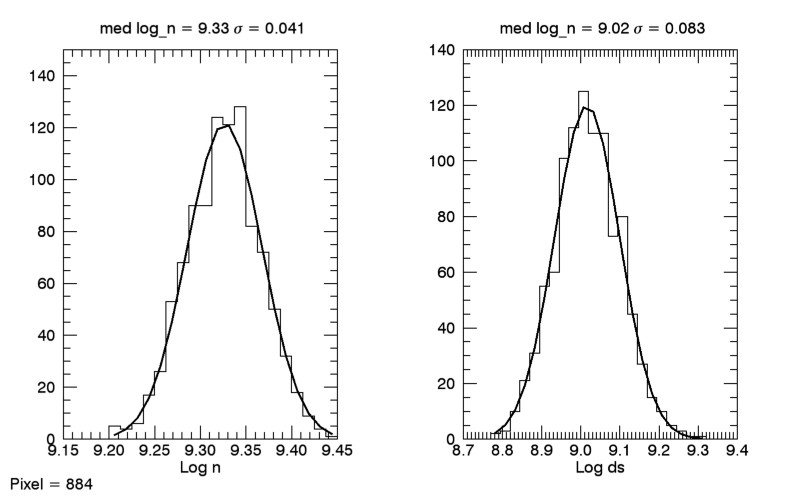 med log_n = 9.33 σ = 0.041
med log_n = 9.02 σ = 0.083
140
120
100
80
60
40
20
0
9.15 9.20 9.25 9.30 9.35 9.40 9.45
Log n
140
120
100
80
60
40
20
0
8.7 8.8 8.9 9.0 9.1 9.2 9.3 9.4
Log ds
Pixel = 884